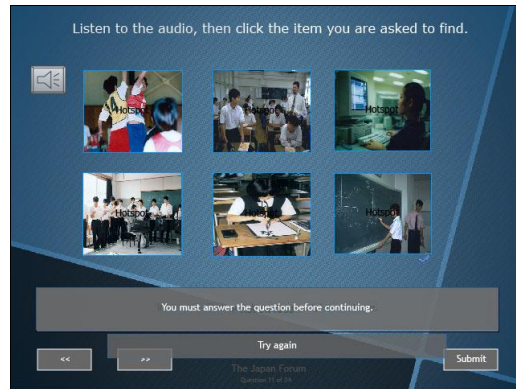 Listen to the audio, then click the item you are asked to find.
Hotspot Hotspot Hotspot
Hotspot Hotspot Hotspot
You must answer the question before continuing.
Try again
<< >> Submit
The Japan Forum